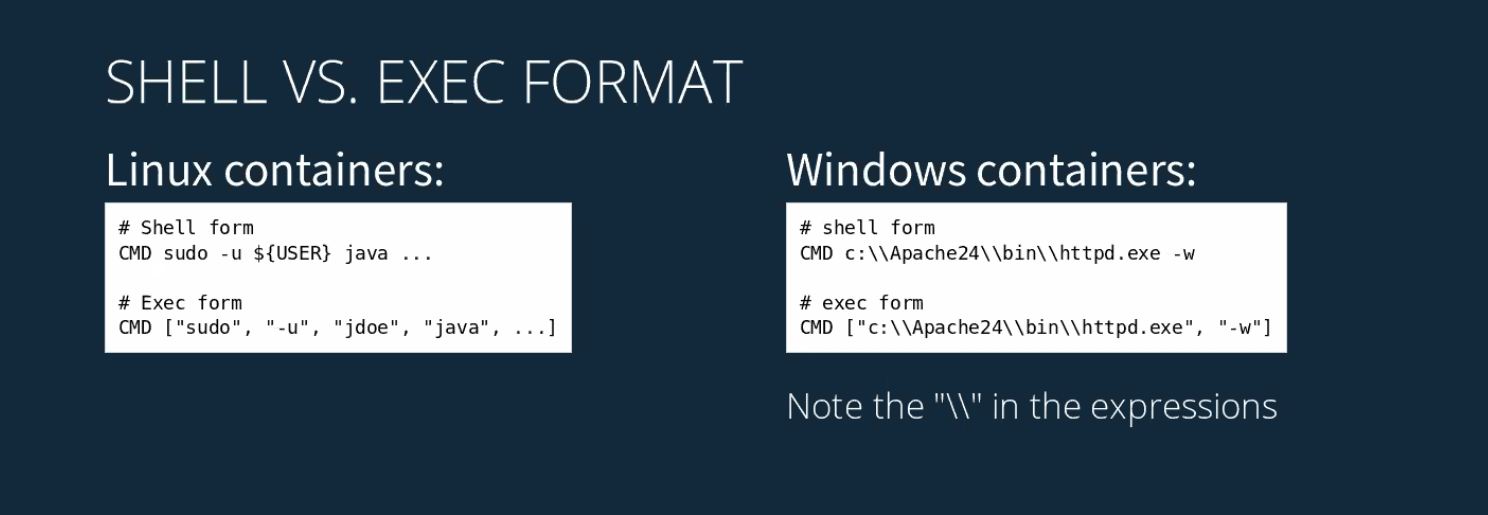 SHELL VS. EXEC FORMAT
Linux containers:
# Shell form
CMD sudo -u ${USER} java ...
# Exec form
CMD ["sudo", "-u", "jdoe", "java", ...]
Windows containers:
# shell form
CMD c:\\Apache24\\bin\\httpd.exe -w
# exec form
CMD ["c:\\Apache24\\bin\\httpd.exe", "-w"]
Note the "\\" in the expressions